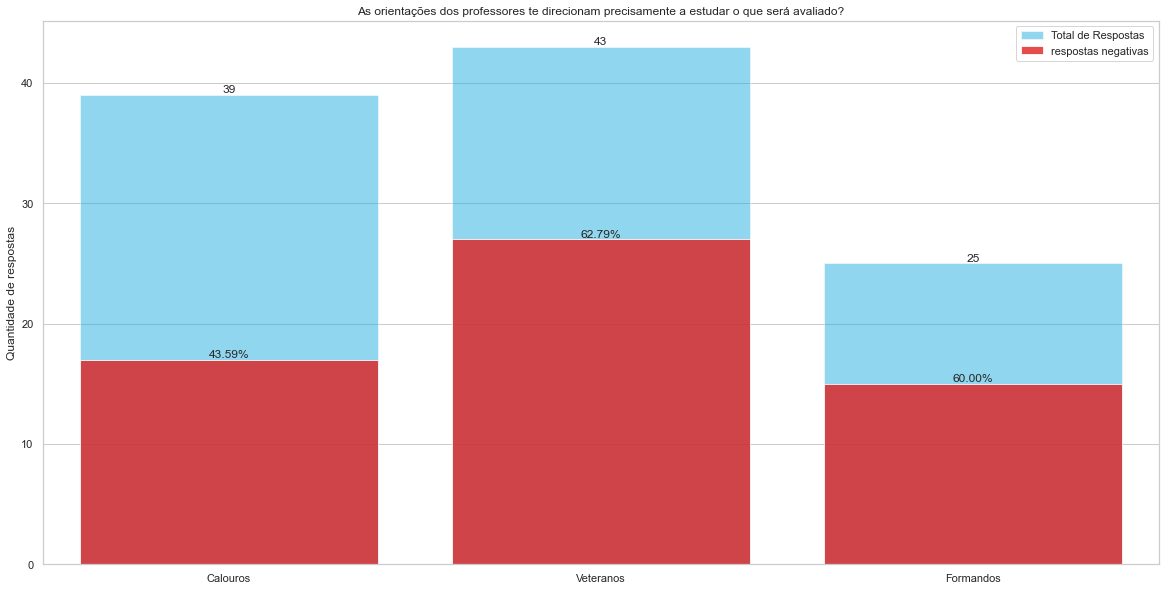 As orientações dos professores te direcionam precisamente a estudar o que será avaliado?
Total de Respostas
respostas negativas
Quantidade de respostas
40
30
20
10
0
39
43
25
43.59%
62.79%
60.00%
Calouros
Veteranos
Formandos